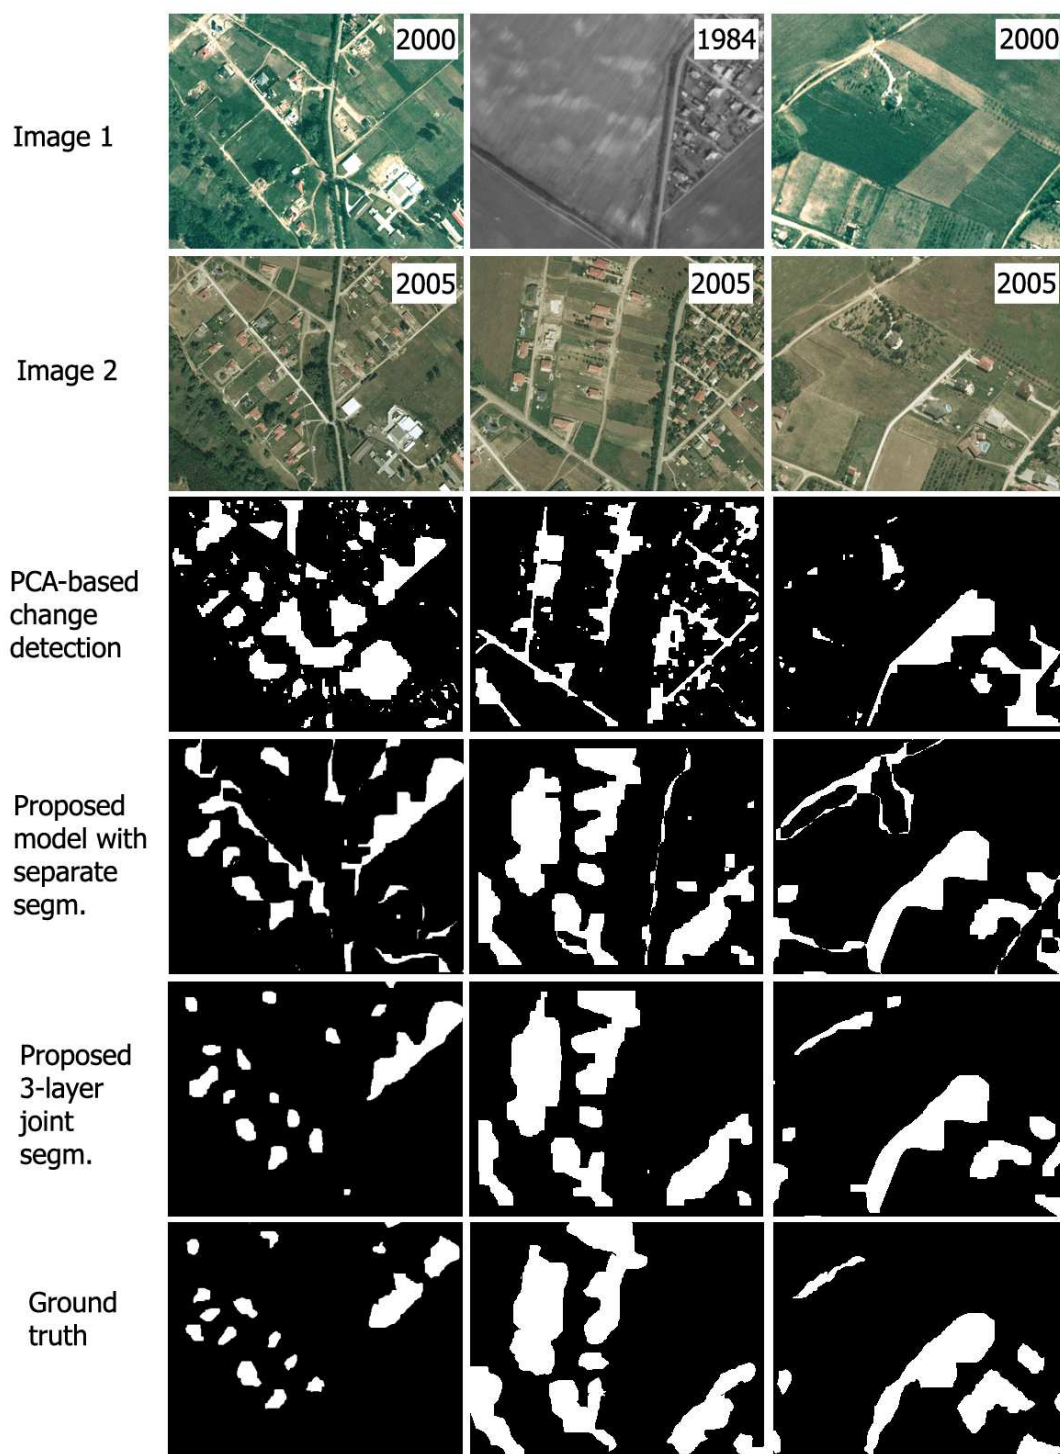 Image 1
2000
1984
2000
Image 2
2005
2005
2005
PCA-based
change
detection
Proposed
model with
separate
segm.
Proposed
3-layer
joint
segm.
Ground
truth